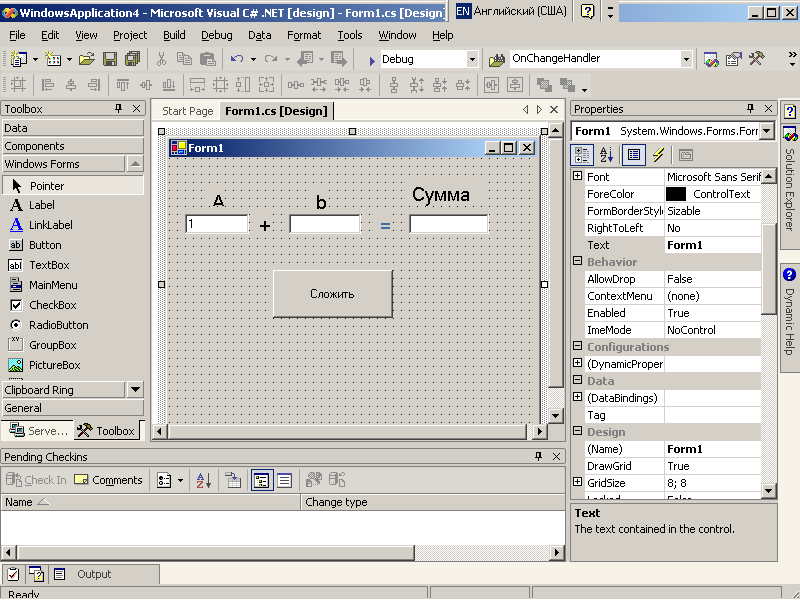 WindowsApplication4 - Microsoft Visual C# .NET [design] - Form1.cs [Design]
EN Английский (США)
File Edit View Project Build Debug Data Format Tools Window Help
Debug OnChangeHandler
Toolbox
Data
Components
Windows Forms
Pointer
Label
LinkLabel
Button
TextBox
MainMenu
CheckBox
RadioButton
GroupBox
PictureBox
Clipboard Ring
General
Serve... Toolbox
Start Page Form1.cs [Design]
Form1
A b Сумма
1 + =
Сложить
Properties
Form1 System.Windows.Forms.Forr
Font Microsoft Sans Serif
ForeColor ControlText
FormBorderStyle Sizable
RightToLeft No
Text Form1
Behavior
AllowDrop False
ContextMenu (none)
Enabled True
ImeMode NoControl
Configurations
(DynamicProper
Data
(DataBindings)
Tag
Design
(Name) Form1
DrawGrid True
GridSize 8; 8
Locked False
Text
The text contained in the control.
Solution Explorer
Dynamic Help
Pending Checkins
Check In Comments
Name Change type
Output
Ready